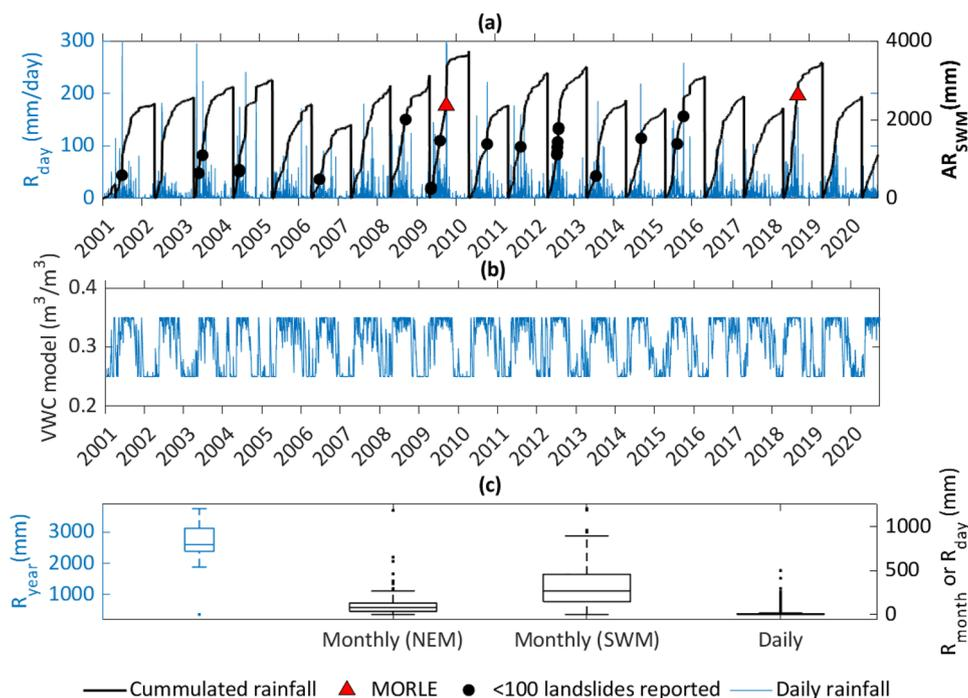 (a)
R_day (mm/day)
300
200
100
0
AR_SWM (mm)
4000
2000
0
2001 2002 2003 2004 2005 2006 2007 2008 2009 2010 2011 2012 2013 2014 2015 2016 2017 2018 2019 2020
(b)
VWC model (m³/m³)
0.4
0.3
0.2
2001 2002 2003 2004 2005 2006 2007 2008 2009 2010 2011 2012 2013 2014 2015 2016 2017 2018 2019 2020
(c)
R_year (mm)
3000
2000
1000
R_month or R_day (mm)
1000
500
0
Monthly (NEM) Monthly (SWM) Daily
Cummulated rainfall MORLE <100 landslides reported Daily rainfall